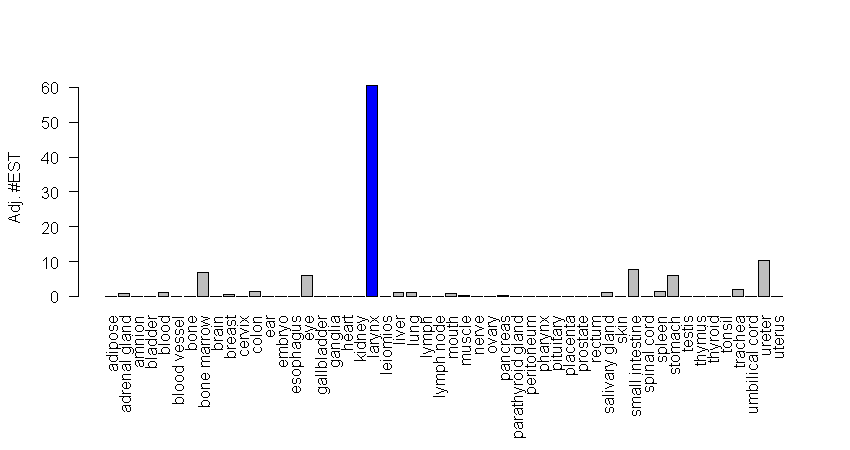 Adj. #EST
60
50
40
30
20
10
0
adipose
adrenal gland
amnion
bladder
blood
blood vessel
bone
bone marrow
brain
breast
cervix
colon
ear
embryo
esophagus
eye
gallbladder
ganglia
heart
kidney
larynx
leiomios
liver
lung
lymph
lymph node
mouth
muscle
nerve
ovary
pancreas
parathyroid gland
peritoneum
pharynx
pituitary
placenta
prostate
rectum
salivary gland
skin
small intestine
spinal cord
spleen
stomach
testis
thymus
thyroid
tonsil
trachea
umbilical cord
ureter
uterus